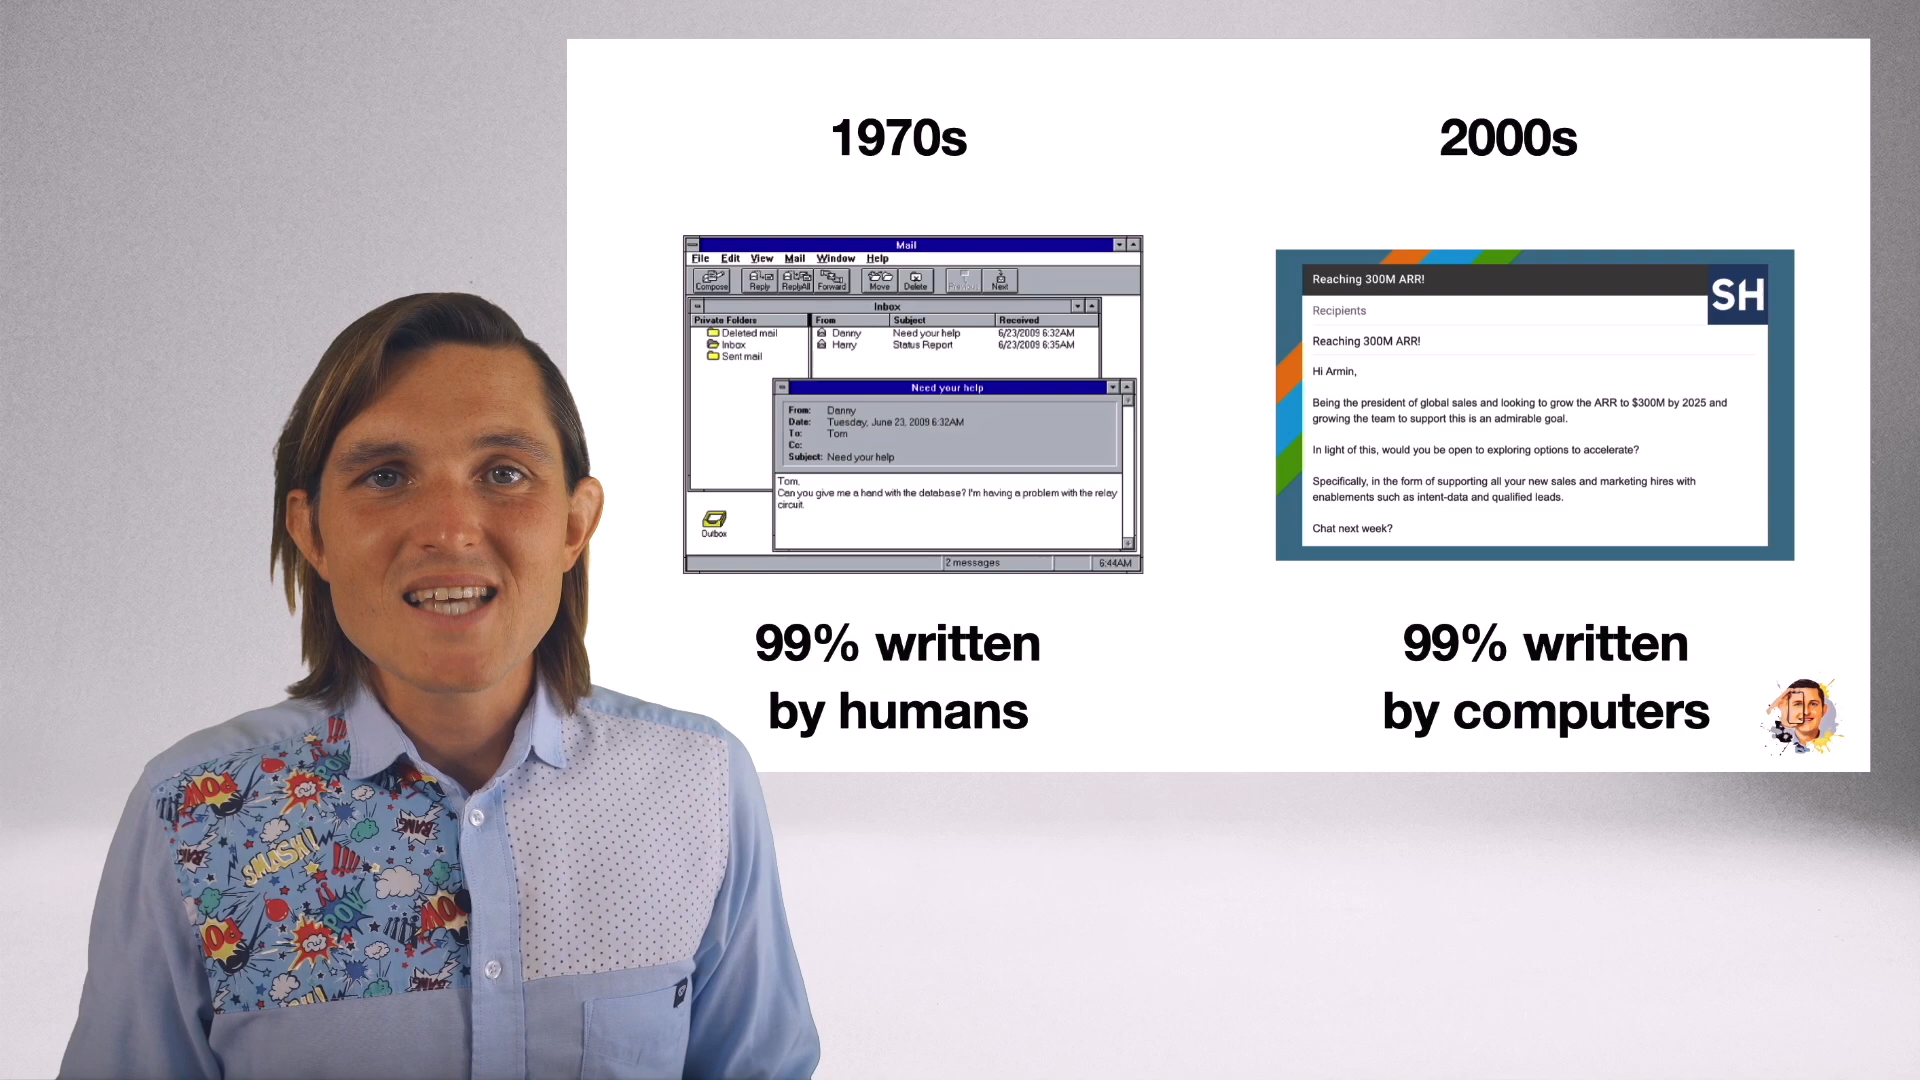 1970s
2000s
Mail
File Edit View Mail Window Help
Compose Reply ReplyAll Forward Move Delete Previous Next
Inbox
Private Folders
Deleted mail
Inbox
Sent mail
From Subject Received
Danny Need your help 6/23/2009 6:32AM
Harry Status Report 6/23/2009 6:35AM
Need your help
From: Danny
Date: Tuesday, June 23, 2009 6:32AM
To: Tom
Cc:
Subject: Need your help
Tom,
Can you give me a hand with the database? I'm having a problem with the relay
circuit.
Outbox
2 messages
6:44AM
Reaching 300M ARR!
SH
Recipients
Reaching 300M ARR!
Hi Armin,
Being the president of global sales and looking to grow the ARR to $300M by 2025 and
growing the team to support this is an admirable goal.
In light of this, would you be open to exploring options to accelerate?
Specifically, in the form of supporting all your new sales and marketing hires with
enablements such as intent-data and qualified leads.
Chat next week?
99% written
by humans
99% written
by computers
POW
BANG
SMASH!
POW
POW
POW
BANG